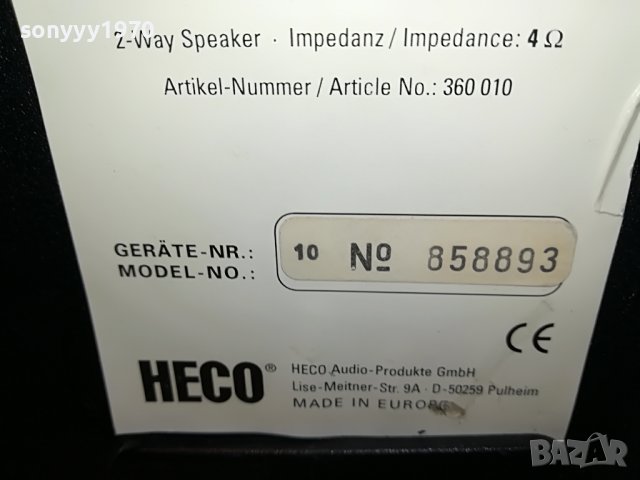 sonyyy1970
2-Way Speaker · Impedanz / Impedance: 4 Ω
Artikel-Nummer / Article No.: 360 010
GERÄTE-NR.:
MODEL-NO.:
10 Nº 858893
CE
HECO®
HECO Audio-Produkte GmbH
Lise-Meitner-Str. 9A · D-50259 Pulheim
MADE IN EUROPE
BAZAR